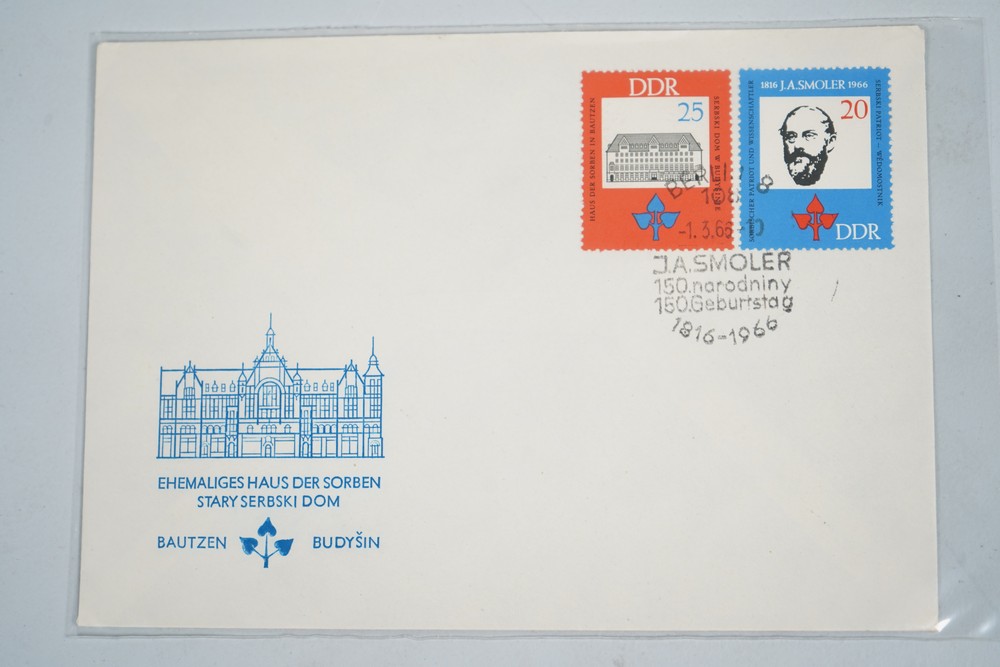 DDR
25
HAUS DER SORBEN IN BAUTZEN
SERBSKI DOM W BUDYŠINJE
1816 J.A.SMOLER 1966
20
SORBISCHER PATRIOT UND WISSENSCHAFTLER
SERBSKI PATRIOT – WĚDOMOSTNIK
DDR
BERLIN 8
-1.3.66-
J.A.SMOLER
150.narodniny
150.Geburtstag
1816-1966
EHEMALIGES HAUS DER SORBEN
STARY SERBSKI DOM
BAUTZEN BUDYŠIN